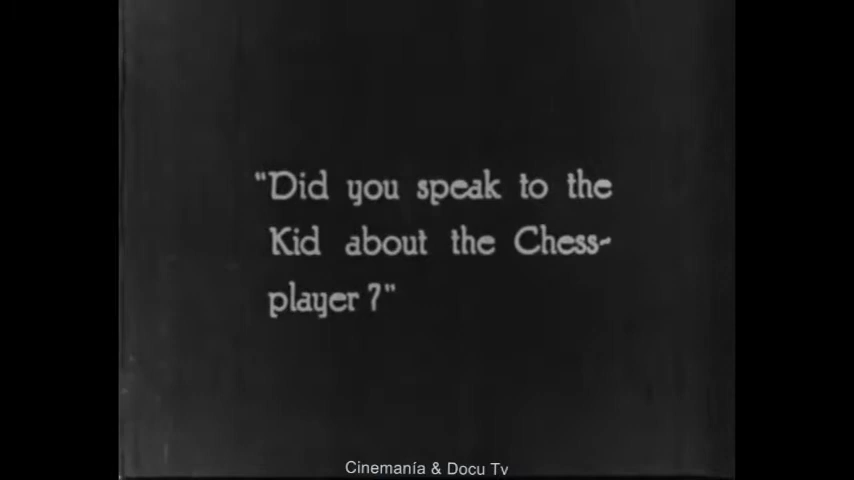 "Did you speak to the
Kid about the Chess-
player?"
Cinemanía & Docu Tv